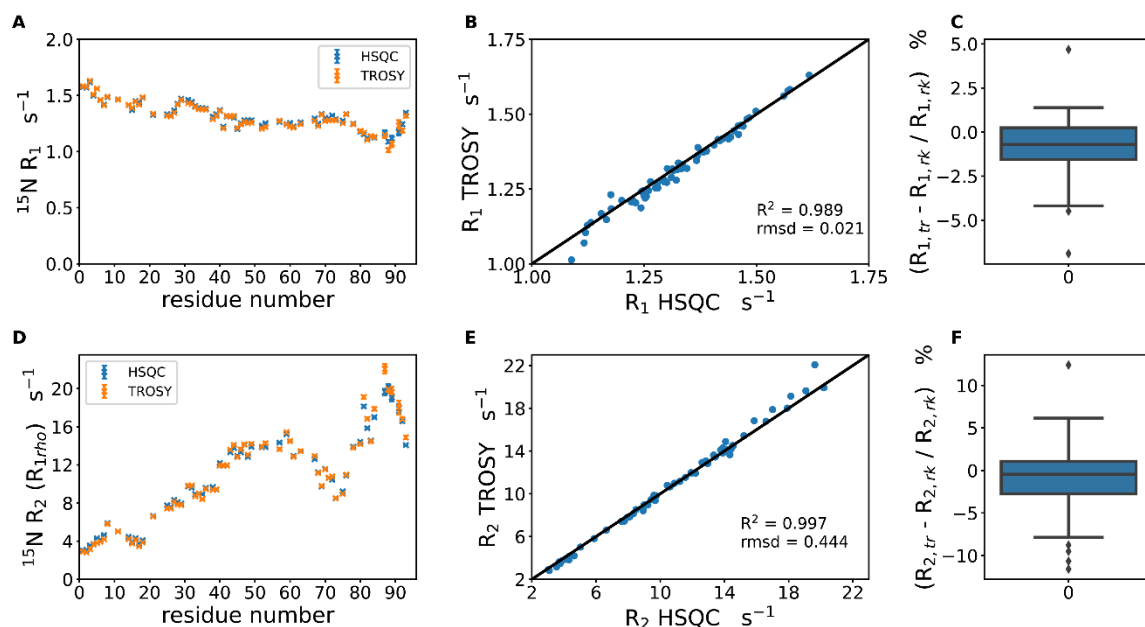 A
2.0
1.5
1.0
0.5
0.0
¹⁵N R₁ s⁻¹
HSQC
TROSY
0 10 20 30 40 50 60 70 80 90
residue number
B
1.75
1.50
1.25
1.00
R₁ TROSY s⁻¹
R² = 0.989
rmsd = 0.021
1.00 1.25 1.50 1.75
R₁ HSQC s⁻¹
C
5.0
2.5
0.0
−2.5
−5.0
(R₁,tr - R₁,rk / R₁,rk) %
0
D
20
16
12
8
4
0
¹⁵N R₂ (R₁rho) s⁻¹
HSQC
TROSY
0 10 20 30 40 50 60 70 80 90
residue number
E
22
18
14
10
6
2
R₂ TROSY s⁻¹
R² = 0.997
rmsd = 0.444
2 6 10 14 18 22
R₂ HSQC s⁻¹
F
10
5
0
−5
−10
(R₂,tr - R₂,rk / R₂,rk) %
0